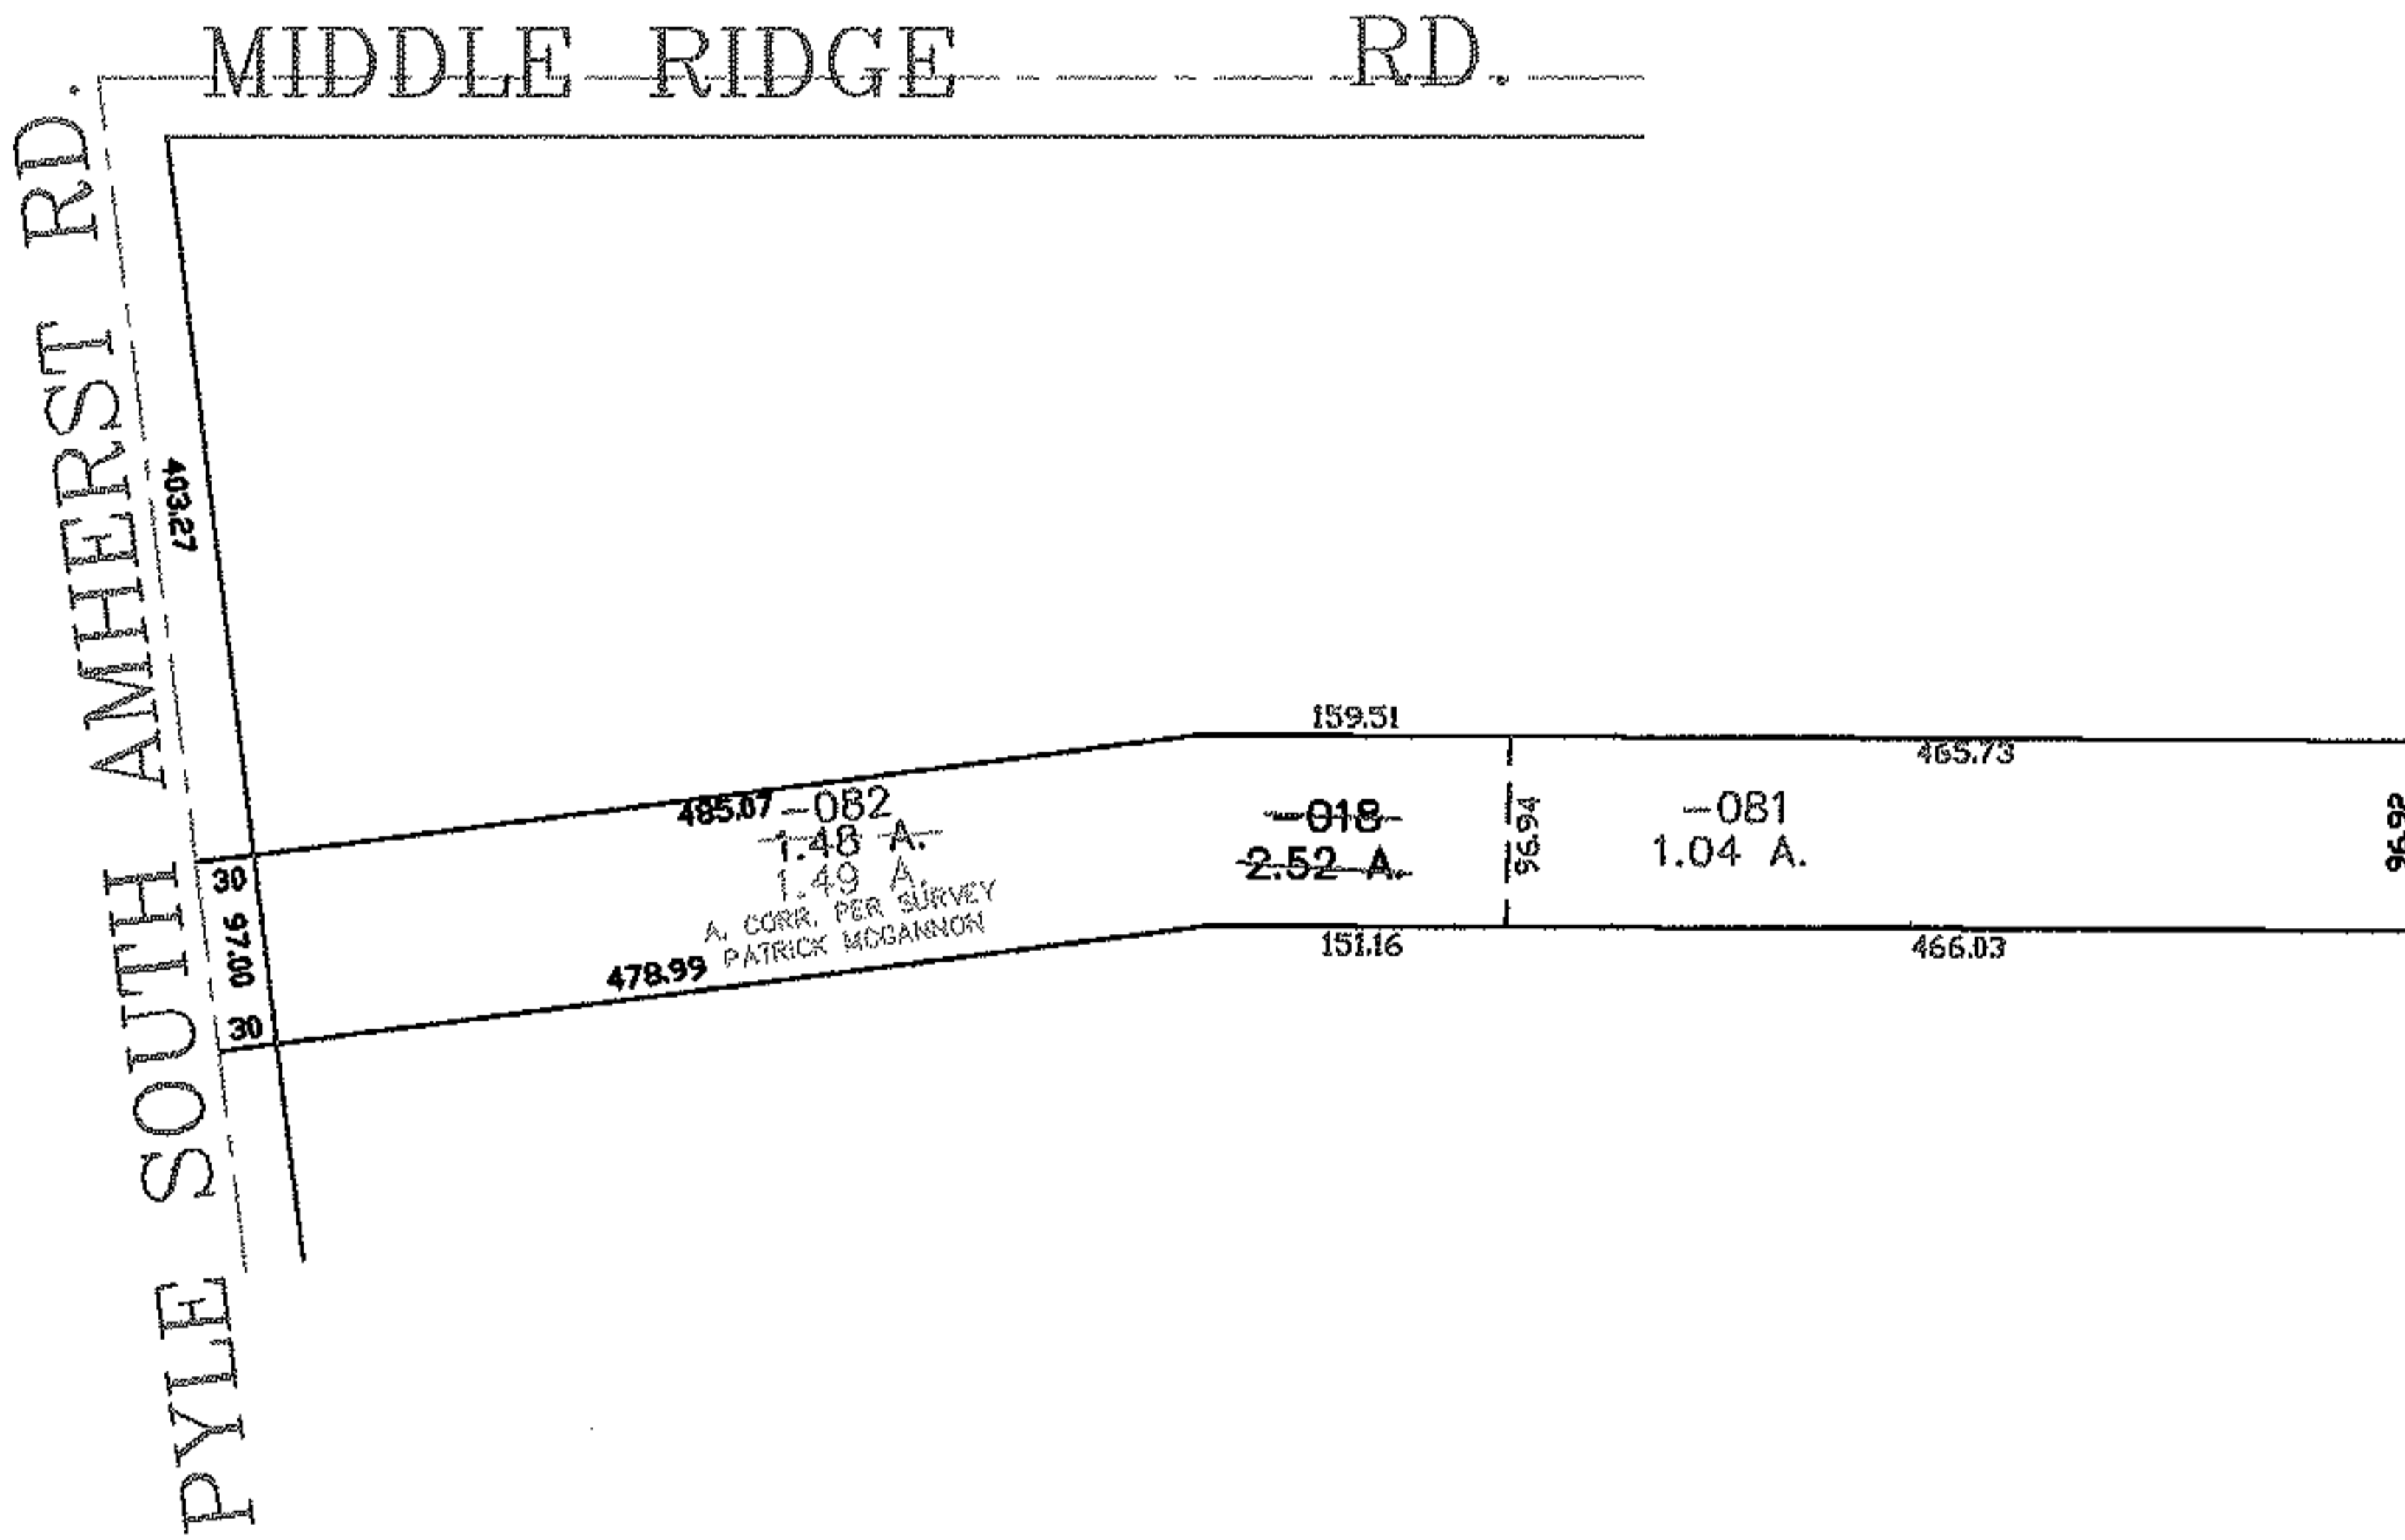 MIDDLE RIDGE RD.
PYLE SOUTH AMHERST RD.
403.27
159.51
465.73
485.07
-082
1.48 A.
1.49 A.
A. CORR. PER SURVEY
PATRICK MCGANNON
-018
2.52 A.
96.94
-081
1.04 A.
30
97.00
30
478.99
151.16
466.03